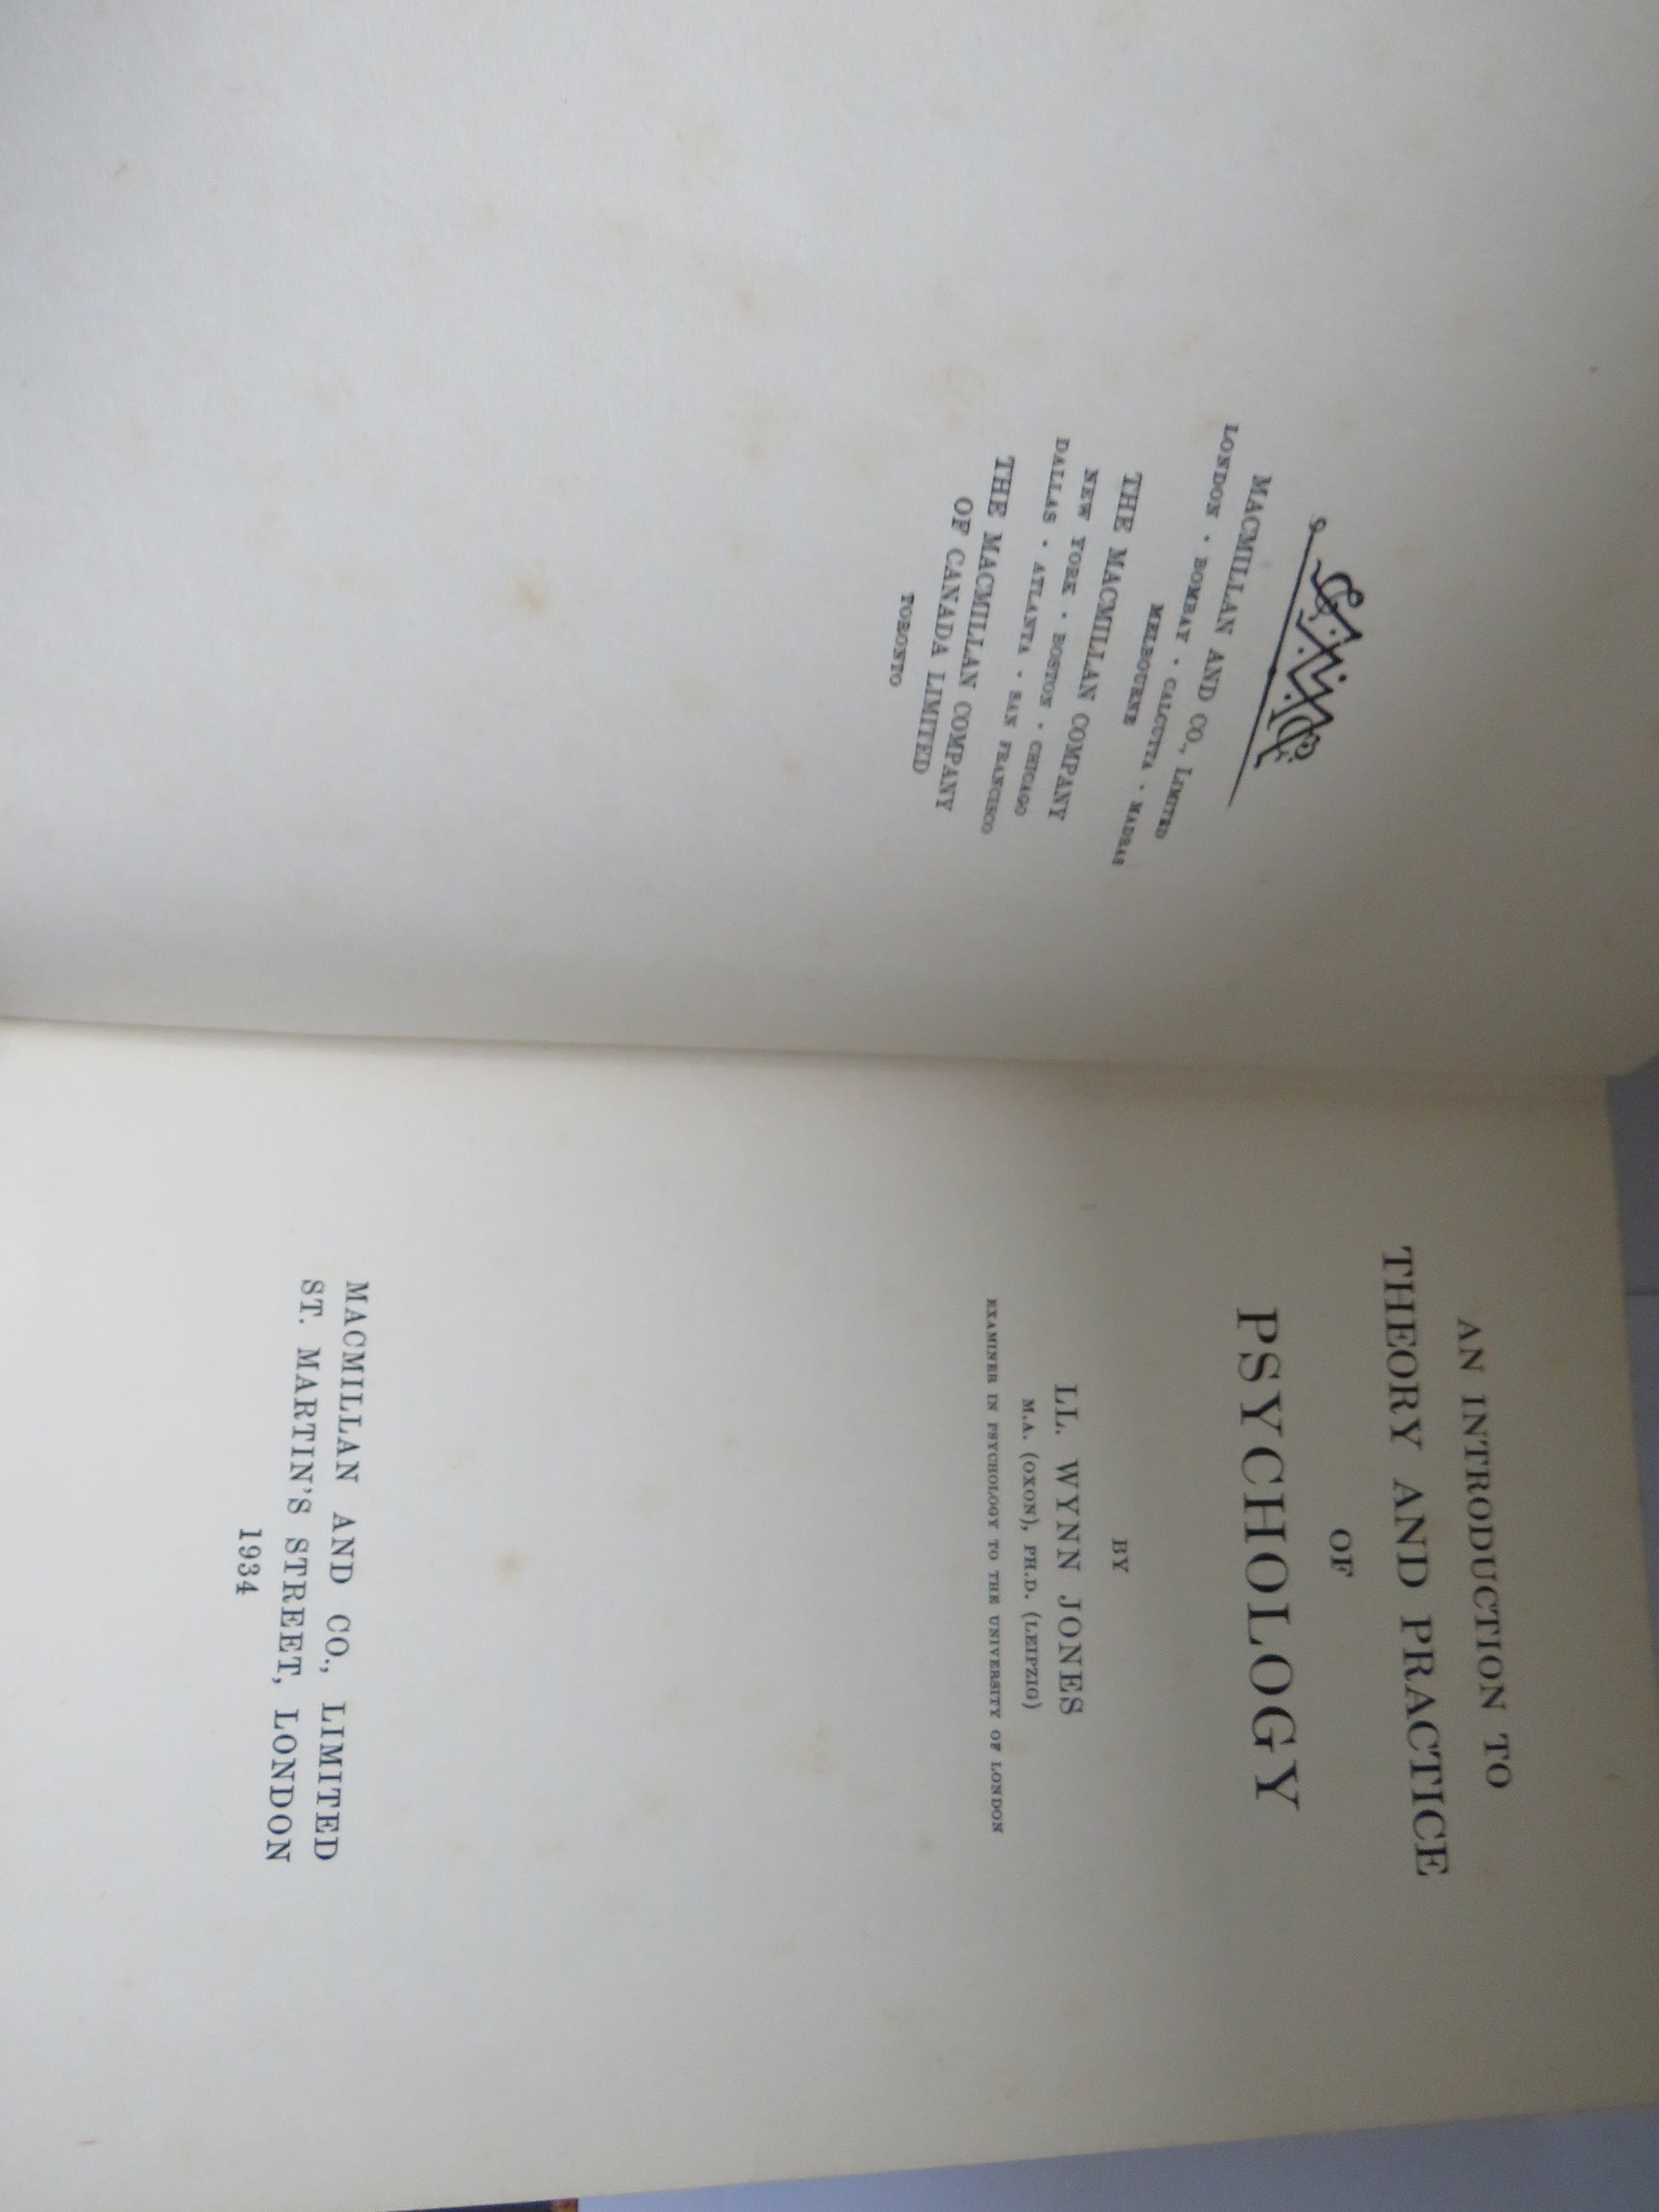 MACMILLAN AND CO., LIMITED
LONDON · BOMBAY · CALCUTTA · MADRAS
MELBOURNE
THE MACMILLAN COMPANY
NEW YORK · BOSTON · CHICAGO
DALLAS · ATLANTA · SAN FRANCISCO
THE MACMILLAN COMPANY
OF CANADA LIMITED
TORONTO
AN INTRODUCTION TO
THEORY AND PRACTICE
OF
PSYCHOLOGY
BY
LL. WYNN JONES
M.A. (OXON), PH.D. (LEIPZIG)
EXAMINER IN PSYCHOLOGY TO THE UNIVERSITY OF LONDON
MACMILLAN AND CO., LIMITED
ST. MARTIN'S STREET, LONDON
1934